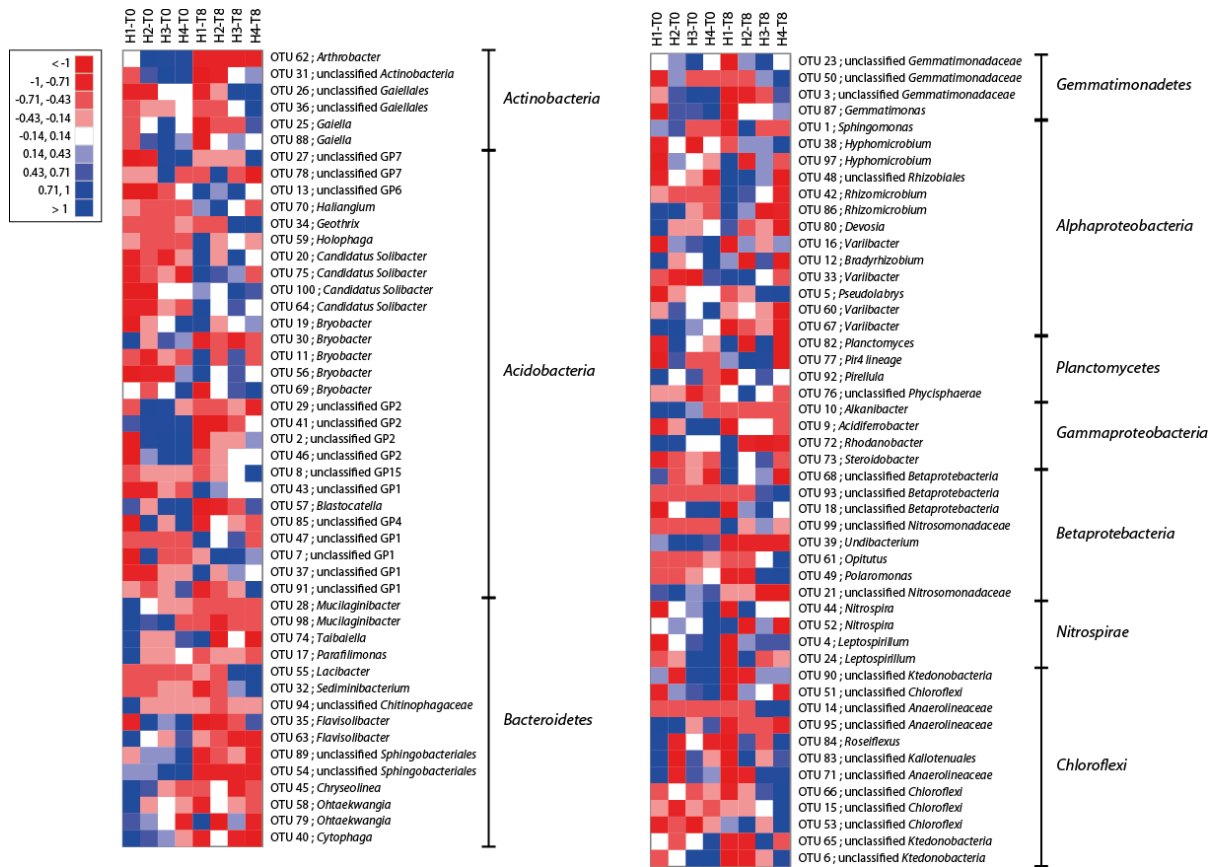 H1-T0 H2-T0 H3-T0 H4-T0 H1-T8 H2-T8 H3-T8 H4-T8
< -1
-1, -0.71
-0.71, -0.43
-0.43, -0.14
-0.14, 0.14
0.14, 0.43
0.43, 0.71
0.71, 1
> 1
OTU 62 ; Arthrobacter
OTU 31 ; unclassified Actinobacteria
OTU 26 ; unclassified Gaiellales
OTU 36 ; unclassified Gaiellales
OTU 25 ; Gaiella
OTU 88 ; Gaiella
OTU 27 ; unclassified GP7
OTU 78 ; unclassified GP7
OTU 13 ; unclassified GP6
OTU 70 ; Haliangium
OTU 34 ; Geothrix
OTU 59 ; Holophaga
OTU 20 ; Candidatus Solibacter
OTU 75 ; Candidatus Solibacter
OTU 100 ; Candidatus Solibacter
OTU 64 ; Candidatus Solibacter
OTU 19 ; Bryobacter
OTU 30 ; Bryobacter
OTU 11 ; Bryobacter
OTU 56 ; Bryobacter
OTU 69 ; Bryobacter
OTU 29 ; unclassified GP2
OTU 41 ; unclassified GP2
OTU 2 ; unclassified GP2
OTU 46 ; unclassified GP2
OTU 8 ; unclassified GP15
OTU 43 ; unclassified GP1
OTU 57 ; Blastocatella
OTU 85 ; unclassified GP4
OTU 47 ; unclassified GP1
OTU 7 ; unclassified GP1
OTU 37 ; unclassified GP1
OTU 91 ; unclassified GP1
OTU 28 ; Mucilaginibacter
OTU 98 ; Mucilaginibacter
OTU 74 ; Taibaiella
OTU 17 ; Parafilimonas
OTU 55 ; Lacibacter
OTU 32 ; Sediminibacterium
OTU 94 ; unclassified Chitinophagaceae
OTU 35 ; Flavisolibacter
OTU 63 ; Flavisolibacter
OTU 89 ; unclassified Sphingobacteriales
OTU 54 ; unclassified Sphingobacteriales
OTU 45 ; Chryseolinea
OTU 58 ; Ohtaekwangia
OTU 79 ; Ohtaekwangia
OTU 40 ; Cytophaga
Actinobacteria
Acidobacteria
Bacteroidetes
H1-T0 H2-T0 H3-T0 H4-T0 H1-T8 H2-T8 H3-T8 H4-T8
OTU 23 ; unclassified Gemmatimonadaceae
OTU 50 ; unclassified Gemmatimonadaceae
OTU 3 ; unclassified Gemmatimonadaceae
OTU 87 ; Gemmatimonas
OTU 1 ; Sphingomonas
OTU 38 ; Hyphomicrobium
OTU 97 ; Hyphomicrobium
OTU 48 ; unclassified Rhizobiales
OTU 42 ; Rhizomicrobium
OTU 86 ; Rhizomicrobium
OTU 80 ; Devosia
OTU 16 ; Variibacter
OTU 12 ; Bradyrhizobium
OTU 33 ; Variibacter
OTU 5 ; Pseudolabrys
OTU 60 ; Variibacter
OTU 67 ; Variibacter
OTU 82 ; Planctomyces
OTU 77 ; Pir4 lineage
OTU 92 ; Pirellula
OTU 76 ; unclassified Phycisphaerae
OTU 10 ; Alkanibacter
OTU 9 ; Acidiferrobacter
OTU 72 ; Rhodanobacter
OTU 73 ; Steroidobacter
OTU 68 ; unclassified Betaprotebacteria
OTU 93 ; unclassified Betaprotebacteria
OTU 18 ; unclassified Betaprotebacteria
OTU 99 ; unclassified Nitrosomonadaceae
OTU 39 ; Undibacterium
OTU 61 ; Opitutus
OTU 49 ; Polaromonas
OTU 21 ; unclassified Nitrosomonadaceae
OTU 44 ; Nitrospira
OTU 52 ; Nitrospira
OTU 4 ; Leptospirillum
OTU 24 ; Leptospirillum
OTU 90 ; unclassified Ktedonobacteria
OTU 51 ; unclassified Chloroflexi
OTU 14 ; unclassified Anaerolineaceae
OTU 95 ; unclassified Anaerolineaceae
OTU 84 ; Roseiflexus
OTU 83 ; unclassified Kallotenuales
OTU 71 ; unclassified Anaerolineaceae
OTU 66 ; unclassified Chloroflexi
OTU 15 ; unclassified Chloroflexi
OTU 53 ; unclassified Chloroflexi
OTU 65 ; unclassified Ktedonobacteria
OTU 6 ; unclassified Ktedonobacteria
Gemmatimonadetes
Alphaproteobacteria
Planctomycetes
Gammaproteobacteria
Betaprotebacteria
Nitrospirae
Chloroflexi